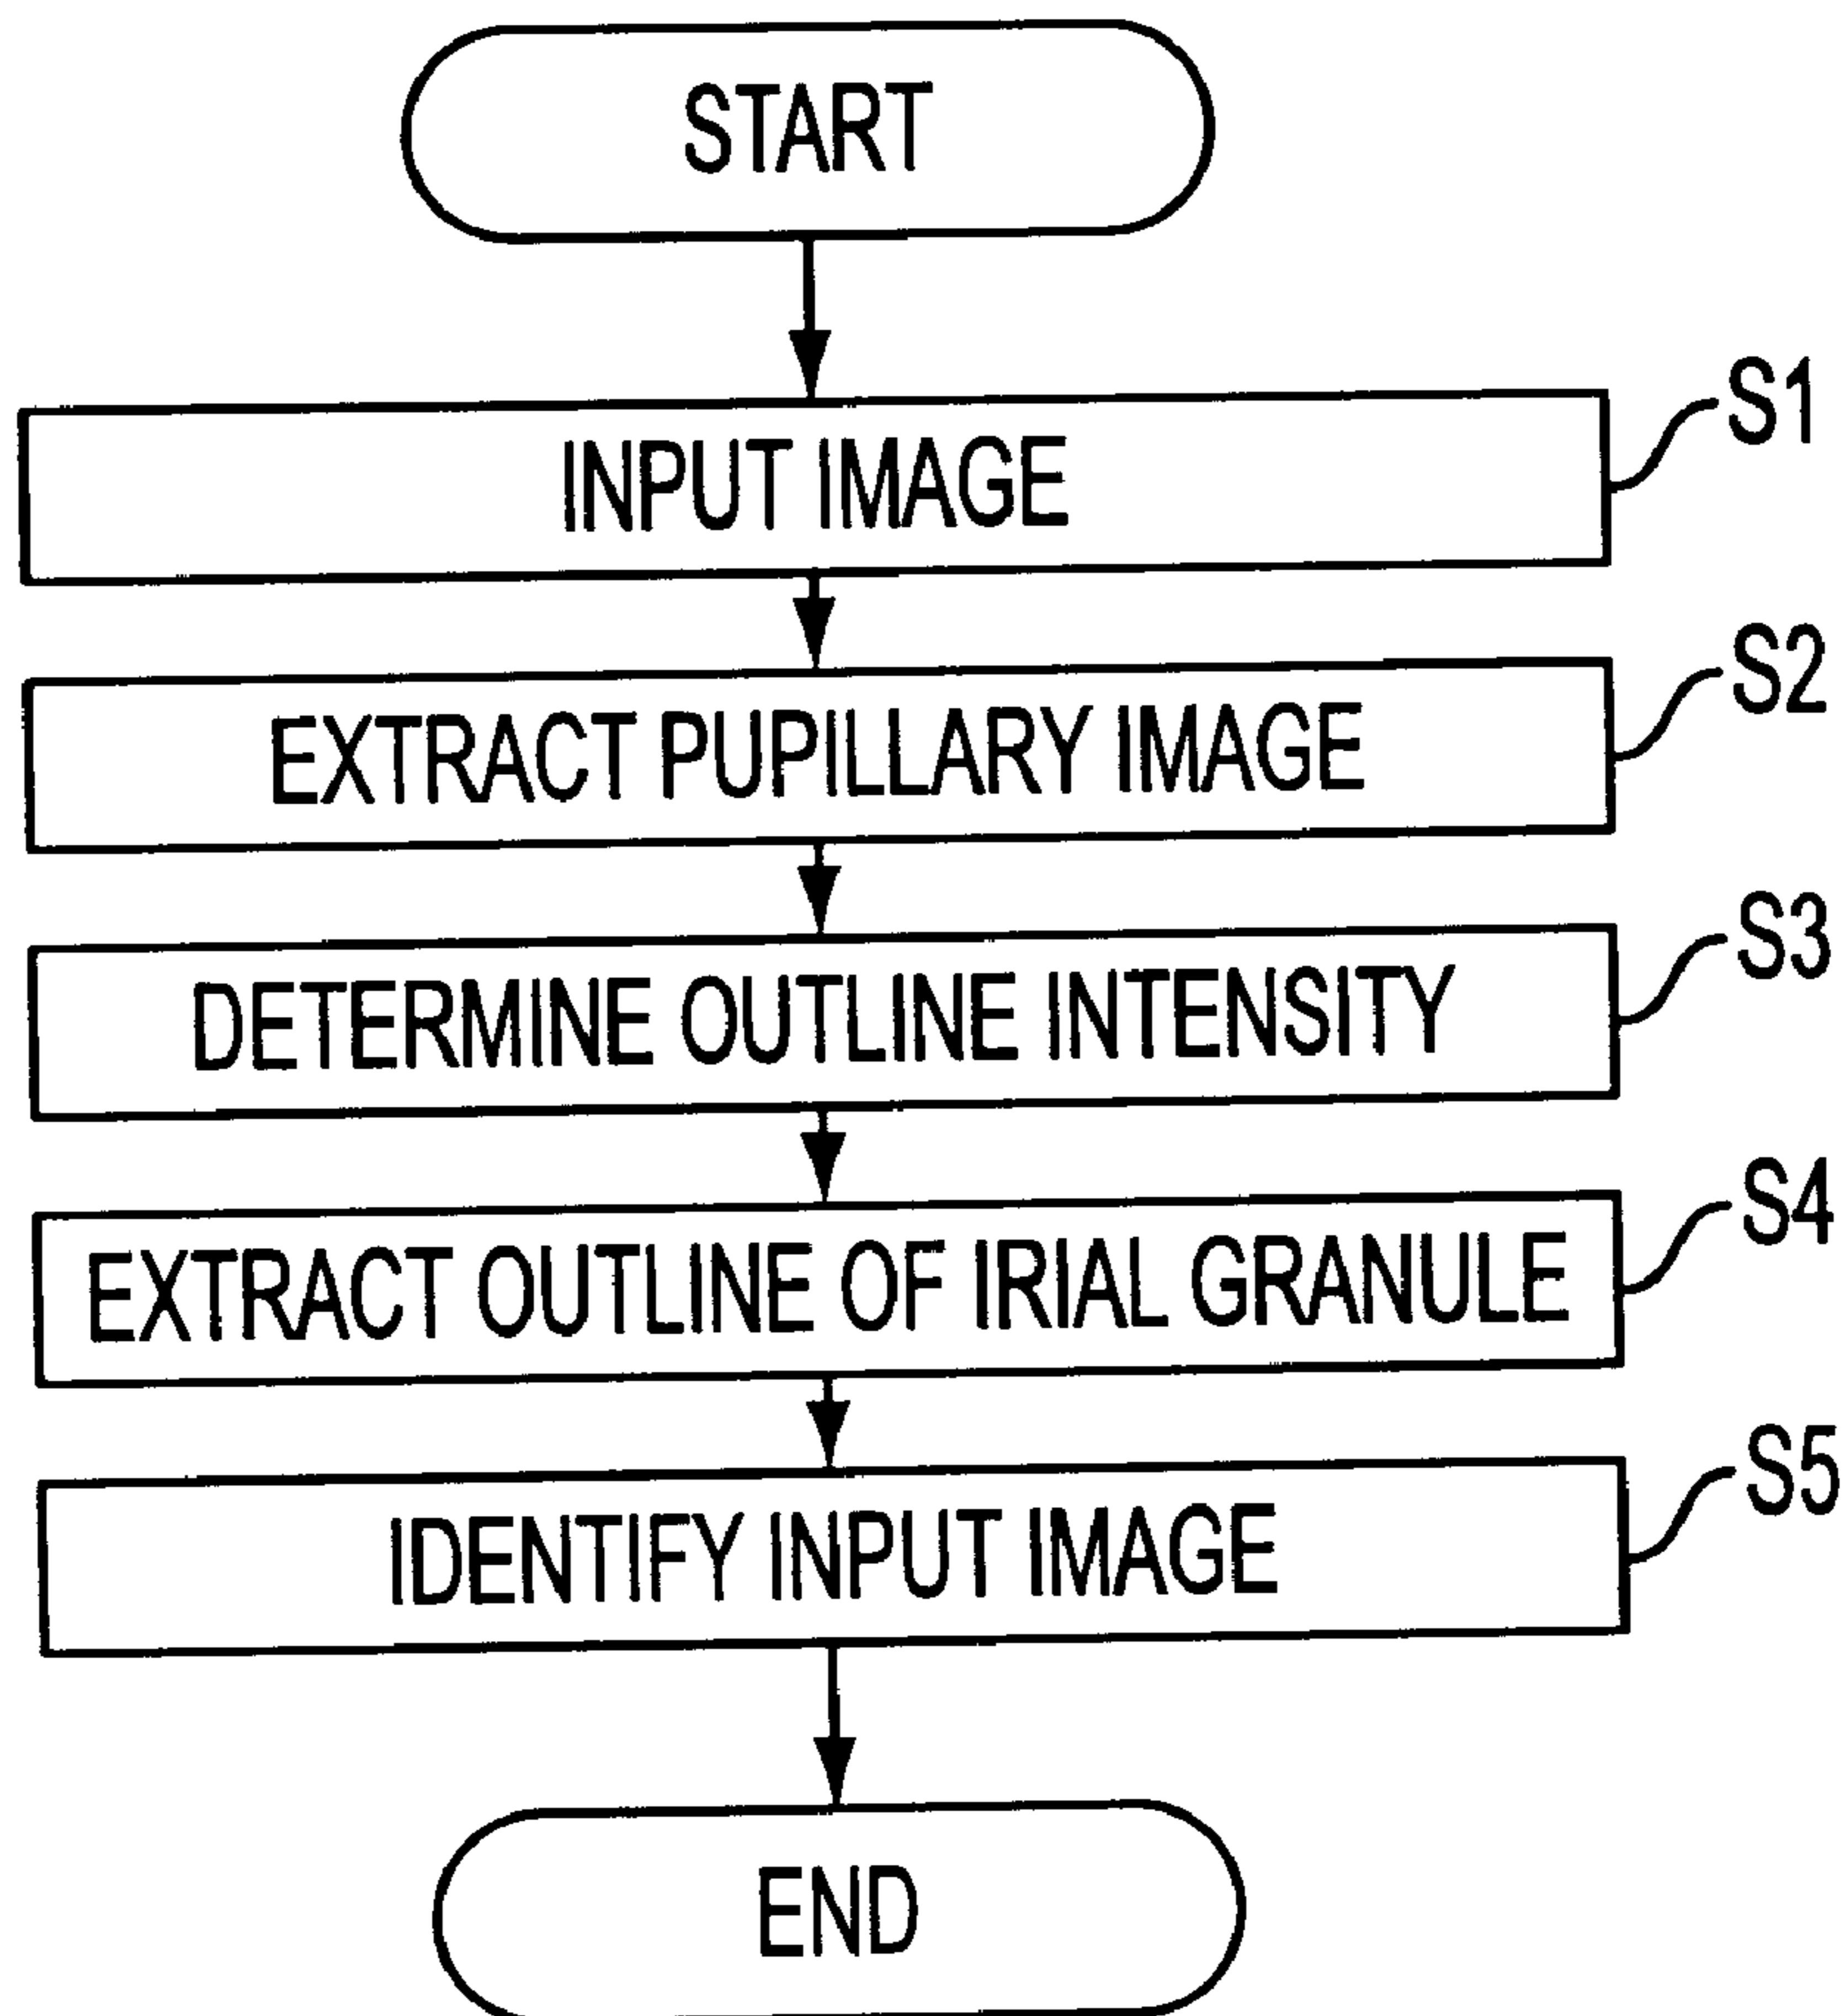 START
INPUT IMAGE
S1
EXTRACT PUPILLARY IMAGE
S2
DETERMINE OUTLINE INTENSITY
S3
EXTRACT OUTLINE OF IRIAL GRANULE
S4
IDENTIFY INPUT IMAGE
S5
END